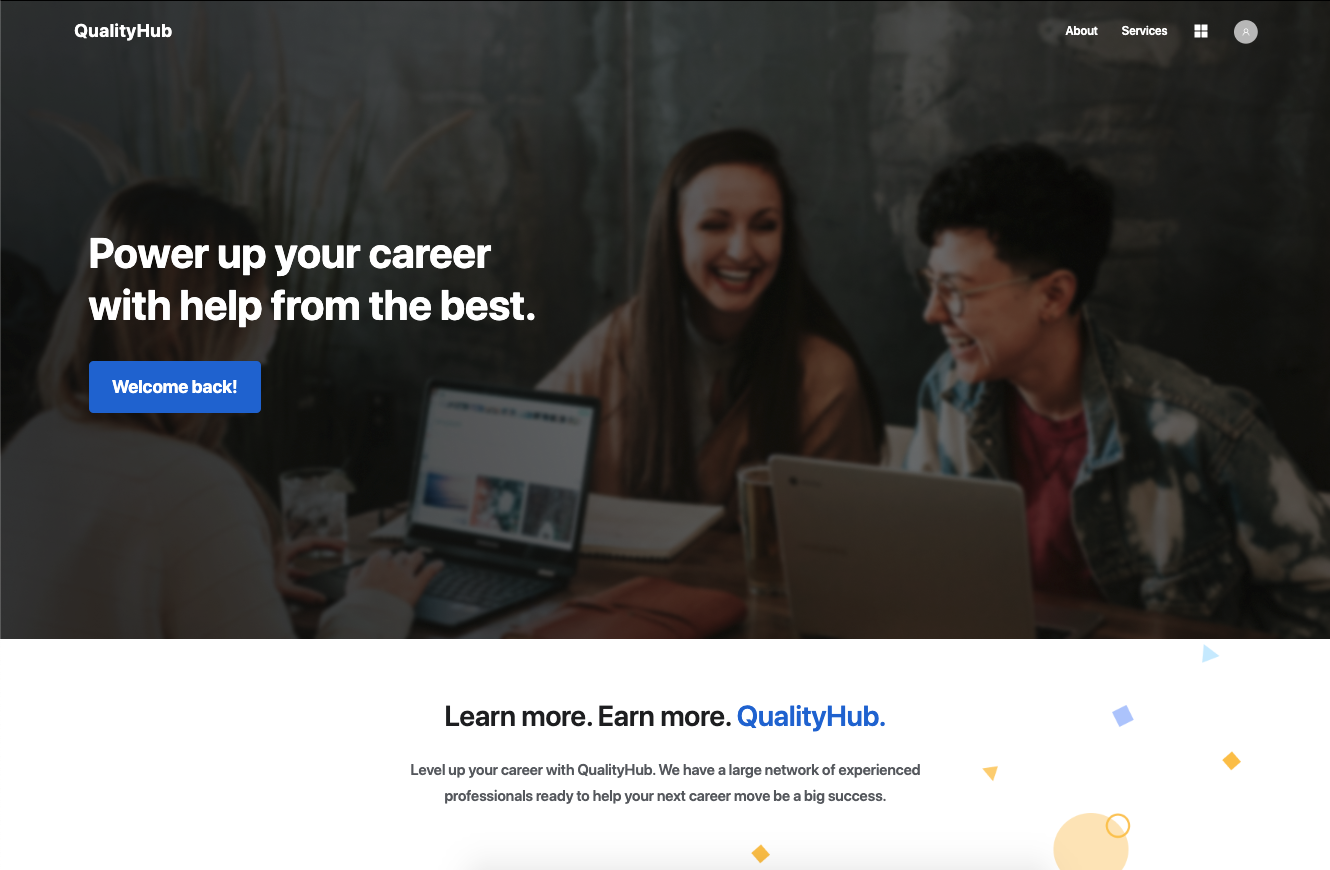 QualityHub
About
Services
Power up your career
with help from the best.
Welcome back!
Learn more. Earn more. QualityHub.
Level up your career with QualityHub. We have a large network of experienced
professionals ready to help your next career move be a big success.